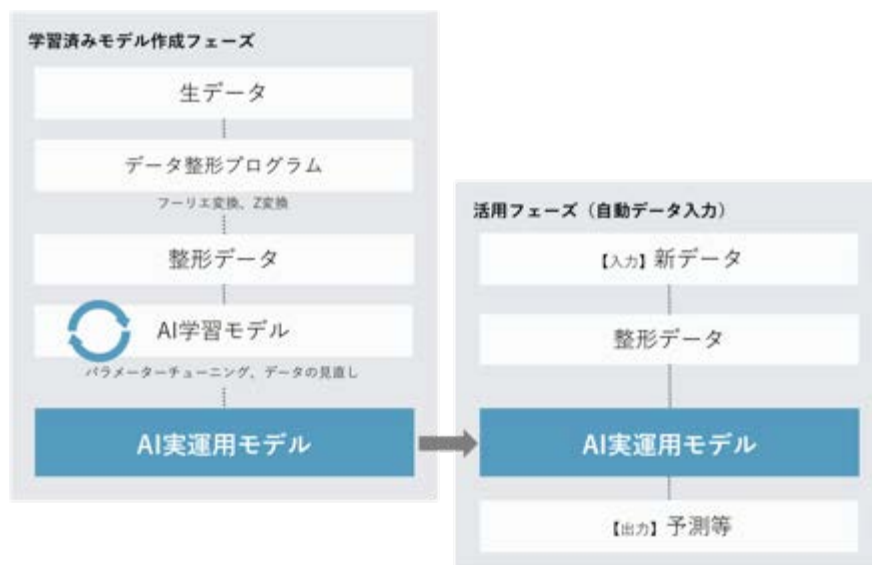 学習済みモデル作成フェーズ
生データ
データ整形プログラム
フーリエ変換、Z変換
整形データ
AI学習モデル
パラメーターチューニング、データの見直し
AI実運用モデル
活用フェーズ（自動データ入力）
【入力】新データ
整形データ
AI実運用モデル
【出力】予測等